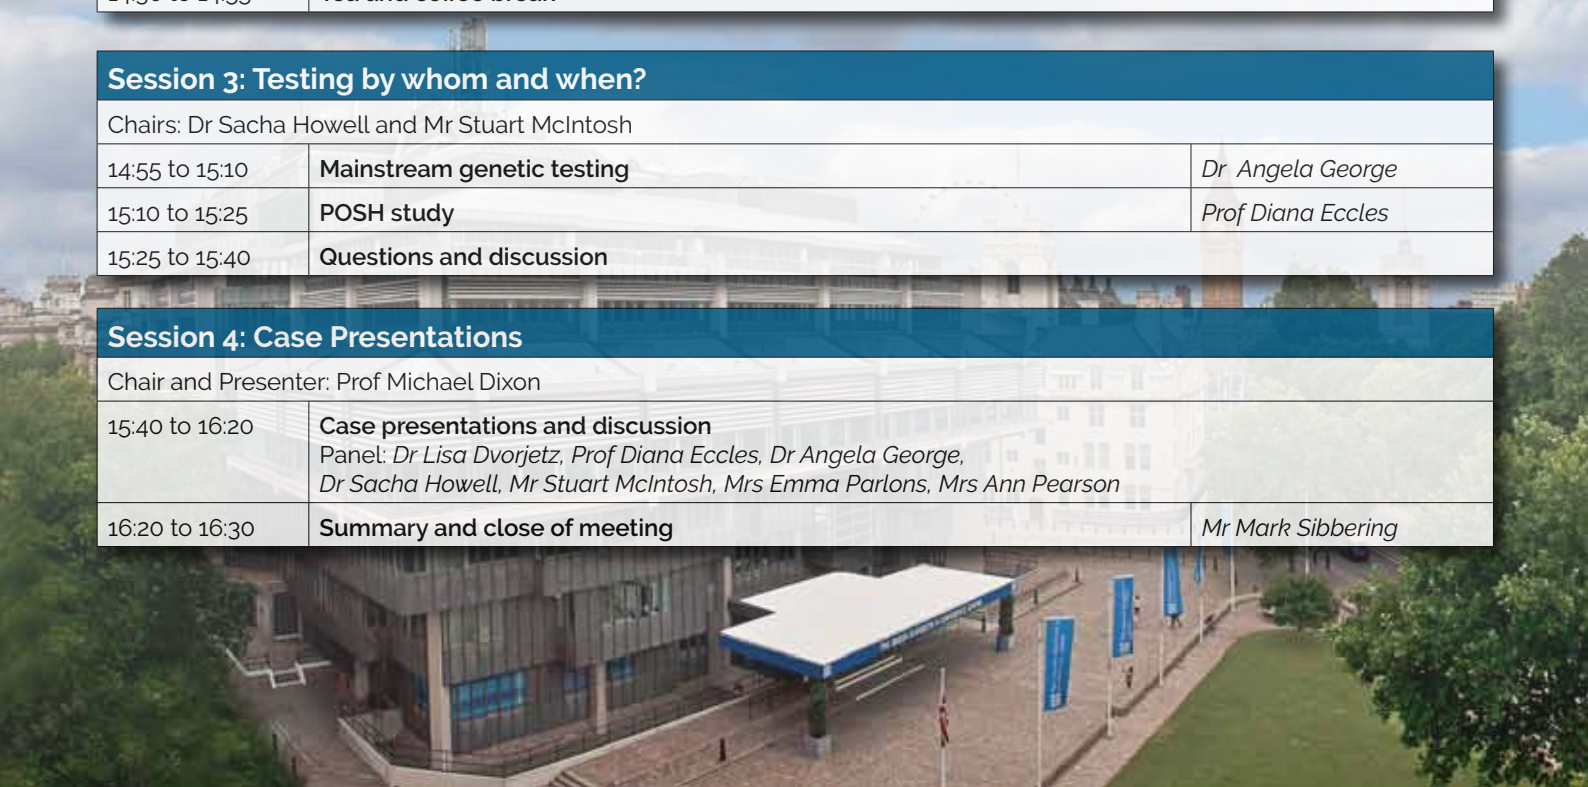 Session 3: Testing by whom and when?
Chairs: Dr Sacha Howell and Mr Stuart McIntosh
14:55 to 15:10 Mainstream genetic testing Dr Angela George
15:10 to 15:25 POSH study Prof Diana Eccles
15:25 to 15:40 Questions and discussion
Session 4: Case Presentations
Chair and Presenter: Prof Michael Dixon
15:40 to 16:20 Case presentations and discussion
Panel: Dr Lisa Dvorjetz, Prof Diana Eccles, Dr Angela George,
Dr Sacha Howell, Mr Stuart McIntosh, Mrs Emma Parlons, Mrs Ann Pearson
16:20 to 16:30 Summary and close of meeting Mr Mark Sibbering